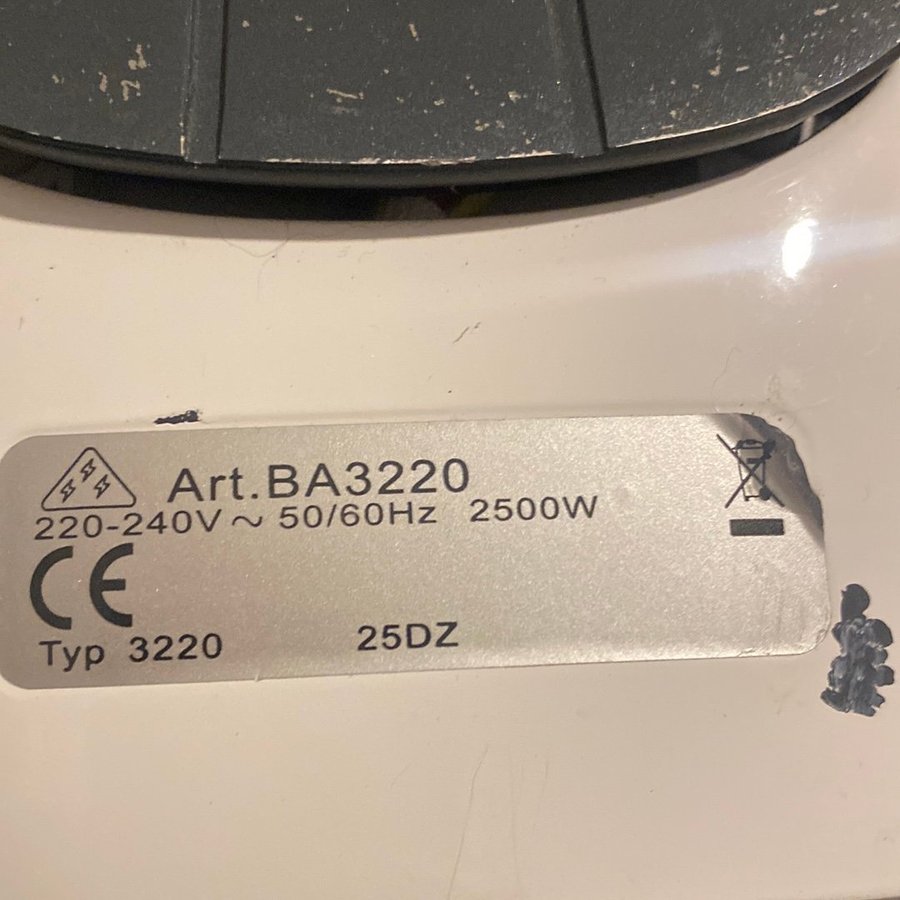 Art.BA3220
220-240V ~ 50/60Hz 2500W
CE
Typ 3220 25DZ